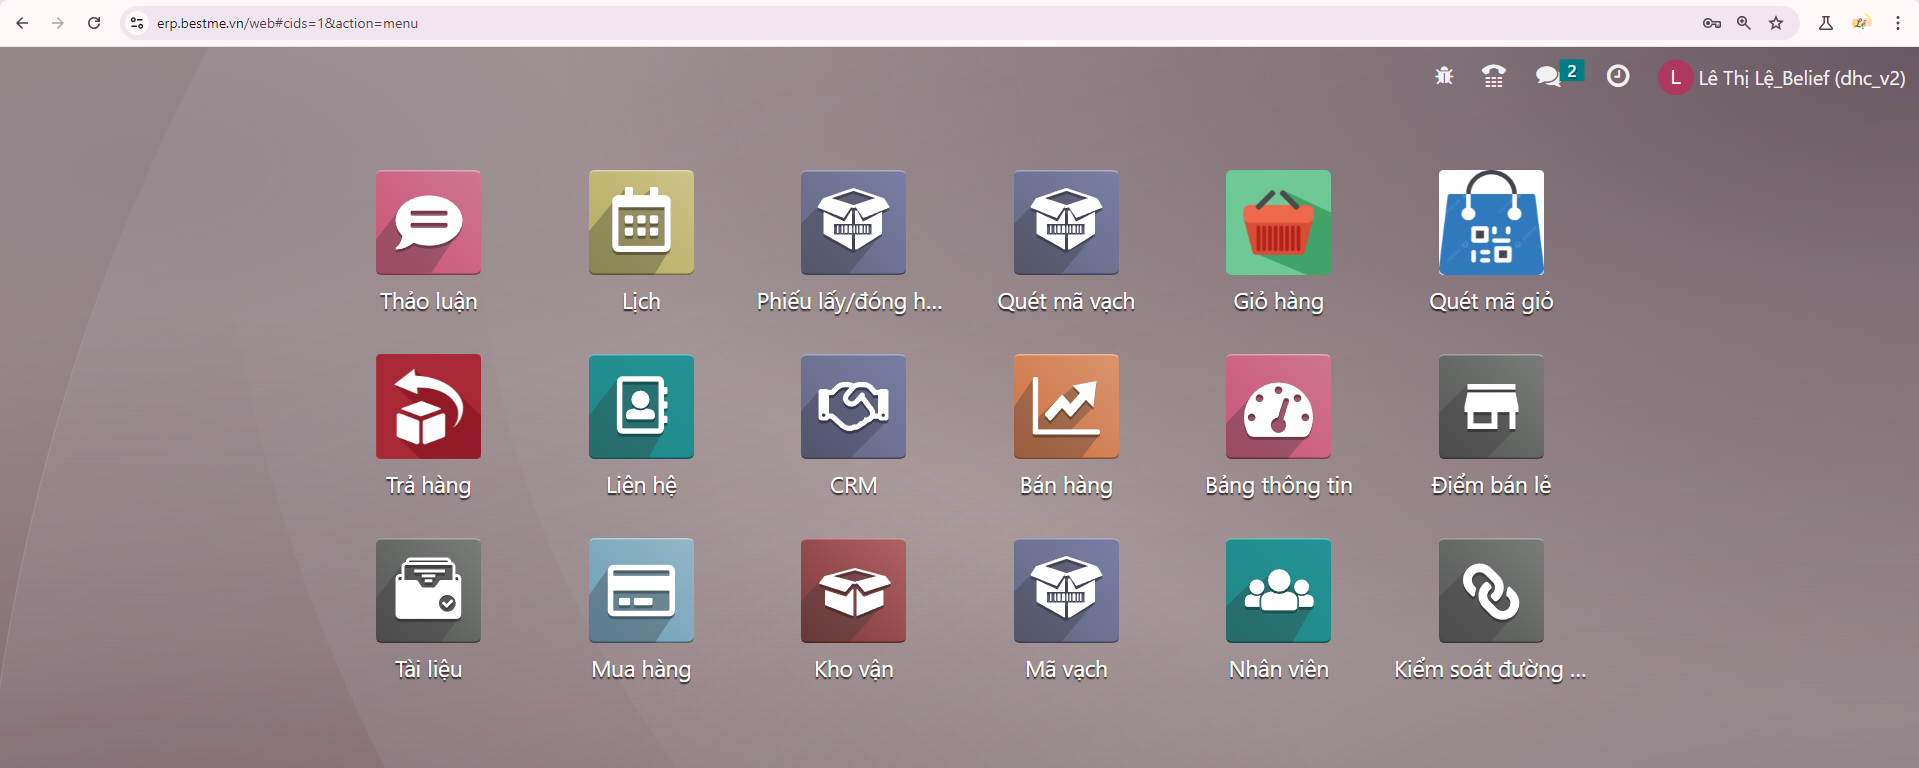 erp.bestme.vn/web#cids=1&action=menu
2
L Lê Thị Lệ_Belief (dhc_v2)
Thảo luận
Lịch
Phiếu lấy/đóng h...
Quét mã vạch
Giỏ hàng
Quét mã giỏ
Trả hàng
Liên hệ
CRM
Bán hàng
Bảng thông tin
Điểm bán lẻ
Tài liệu
Mua hàng
Kho vận
Mã vạch
Nhân viên
Kiểm soát đường ...